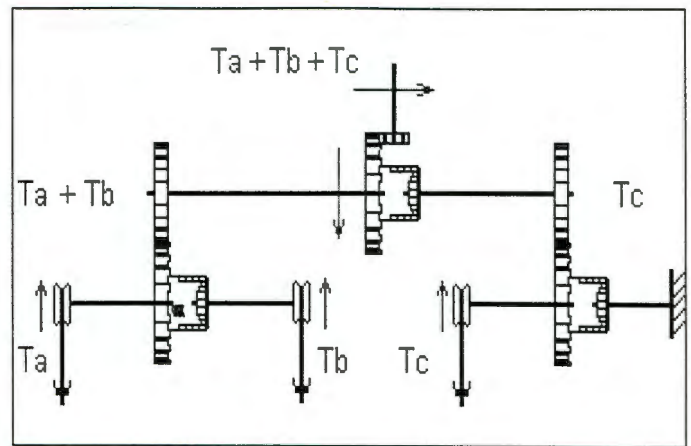 Ta + Tb + Tc
Ta + Tb
Tc
Ta
Tb
Tc